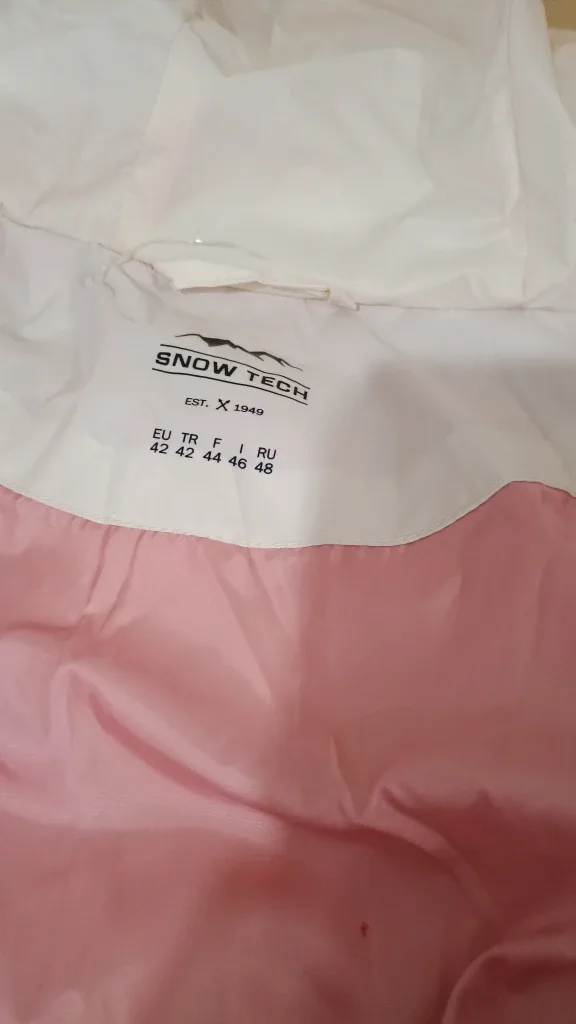 SNOW TECH
EST. X 1949
EU TR F I RU
42 42 44 46 48